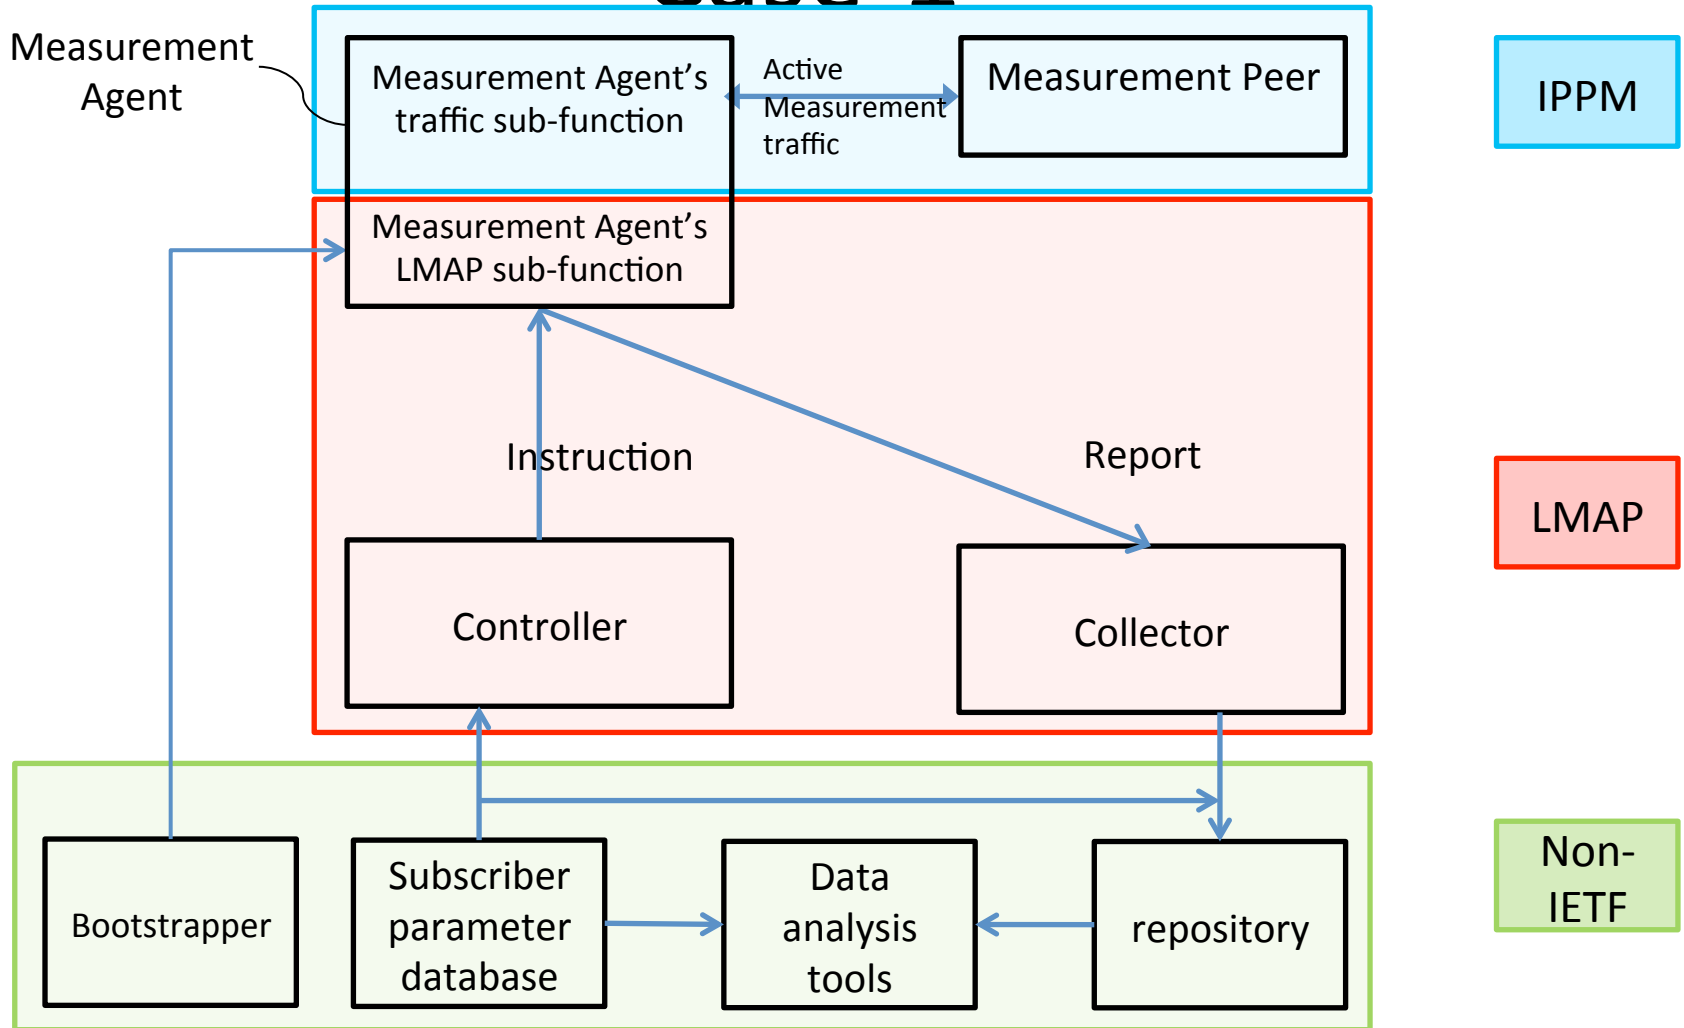 Measurement
Agent
Measurement Agent’s
traffic sub-function
Active
Measurement
traffic
Measurement Peer
IPPM
Measurement Agent’s
LMAP sub-function
Instruction
Report
LMAP
Controller
Collector
Bootstrapper
Subscriber
parameter
database
Data
analysis
tools
repository
Non-
IETF